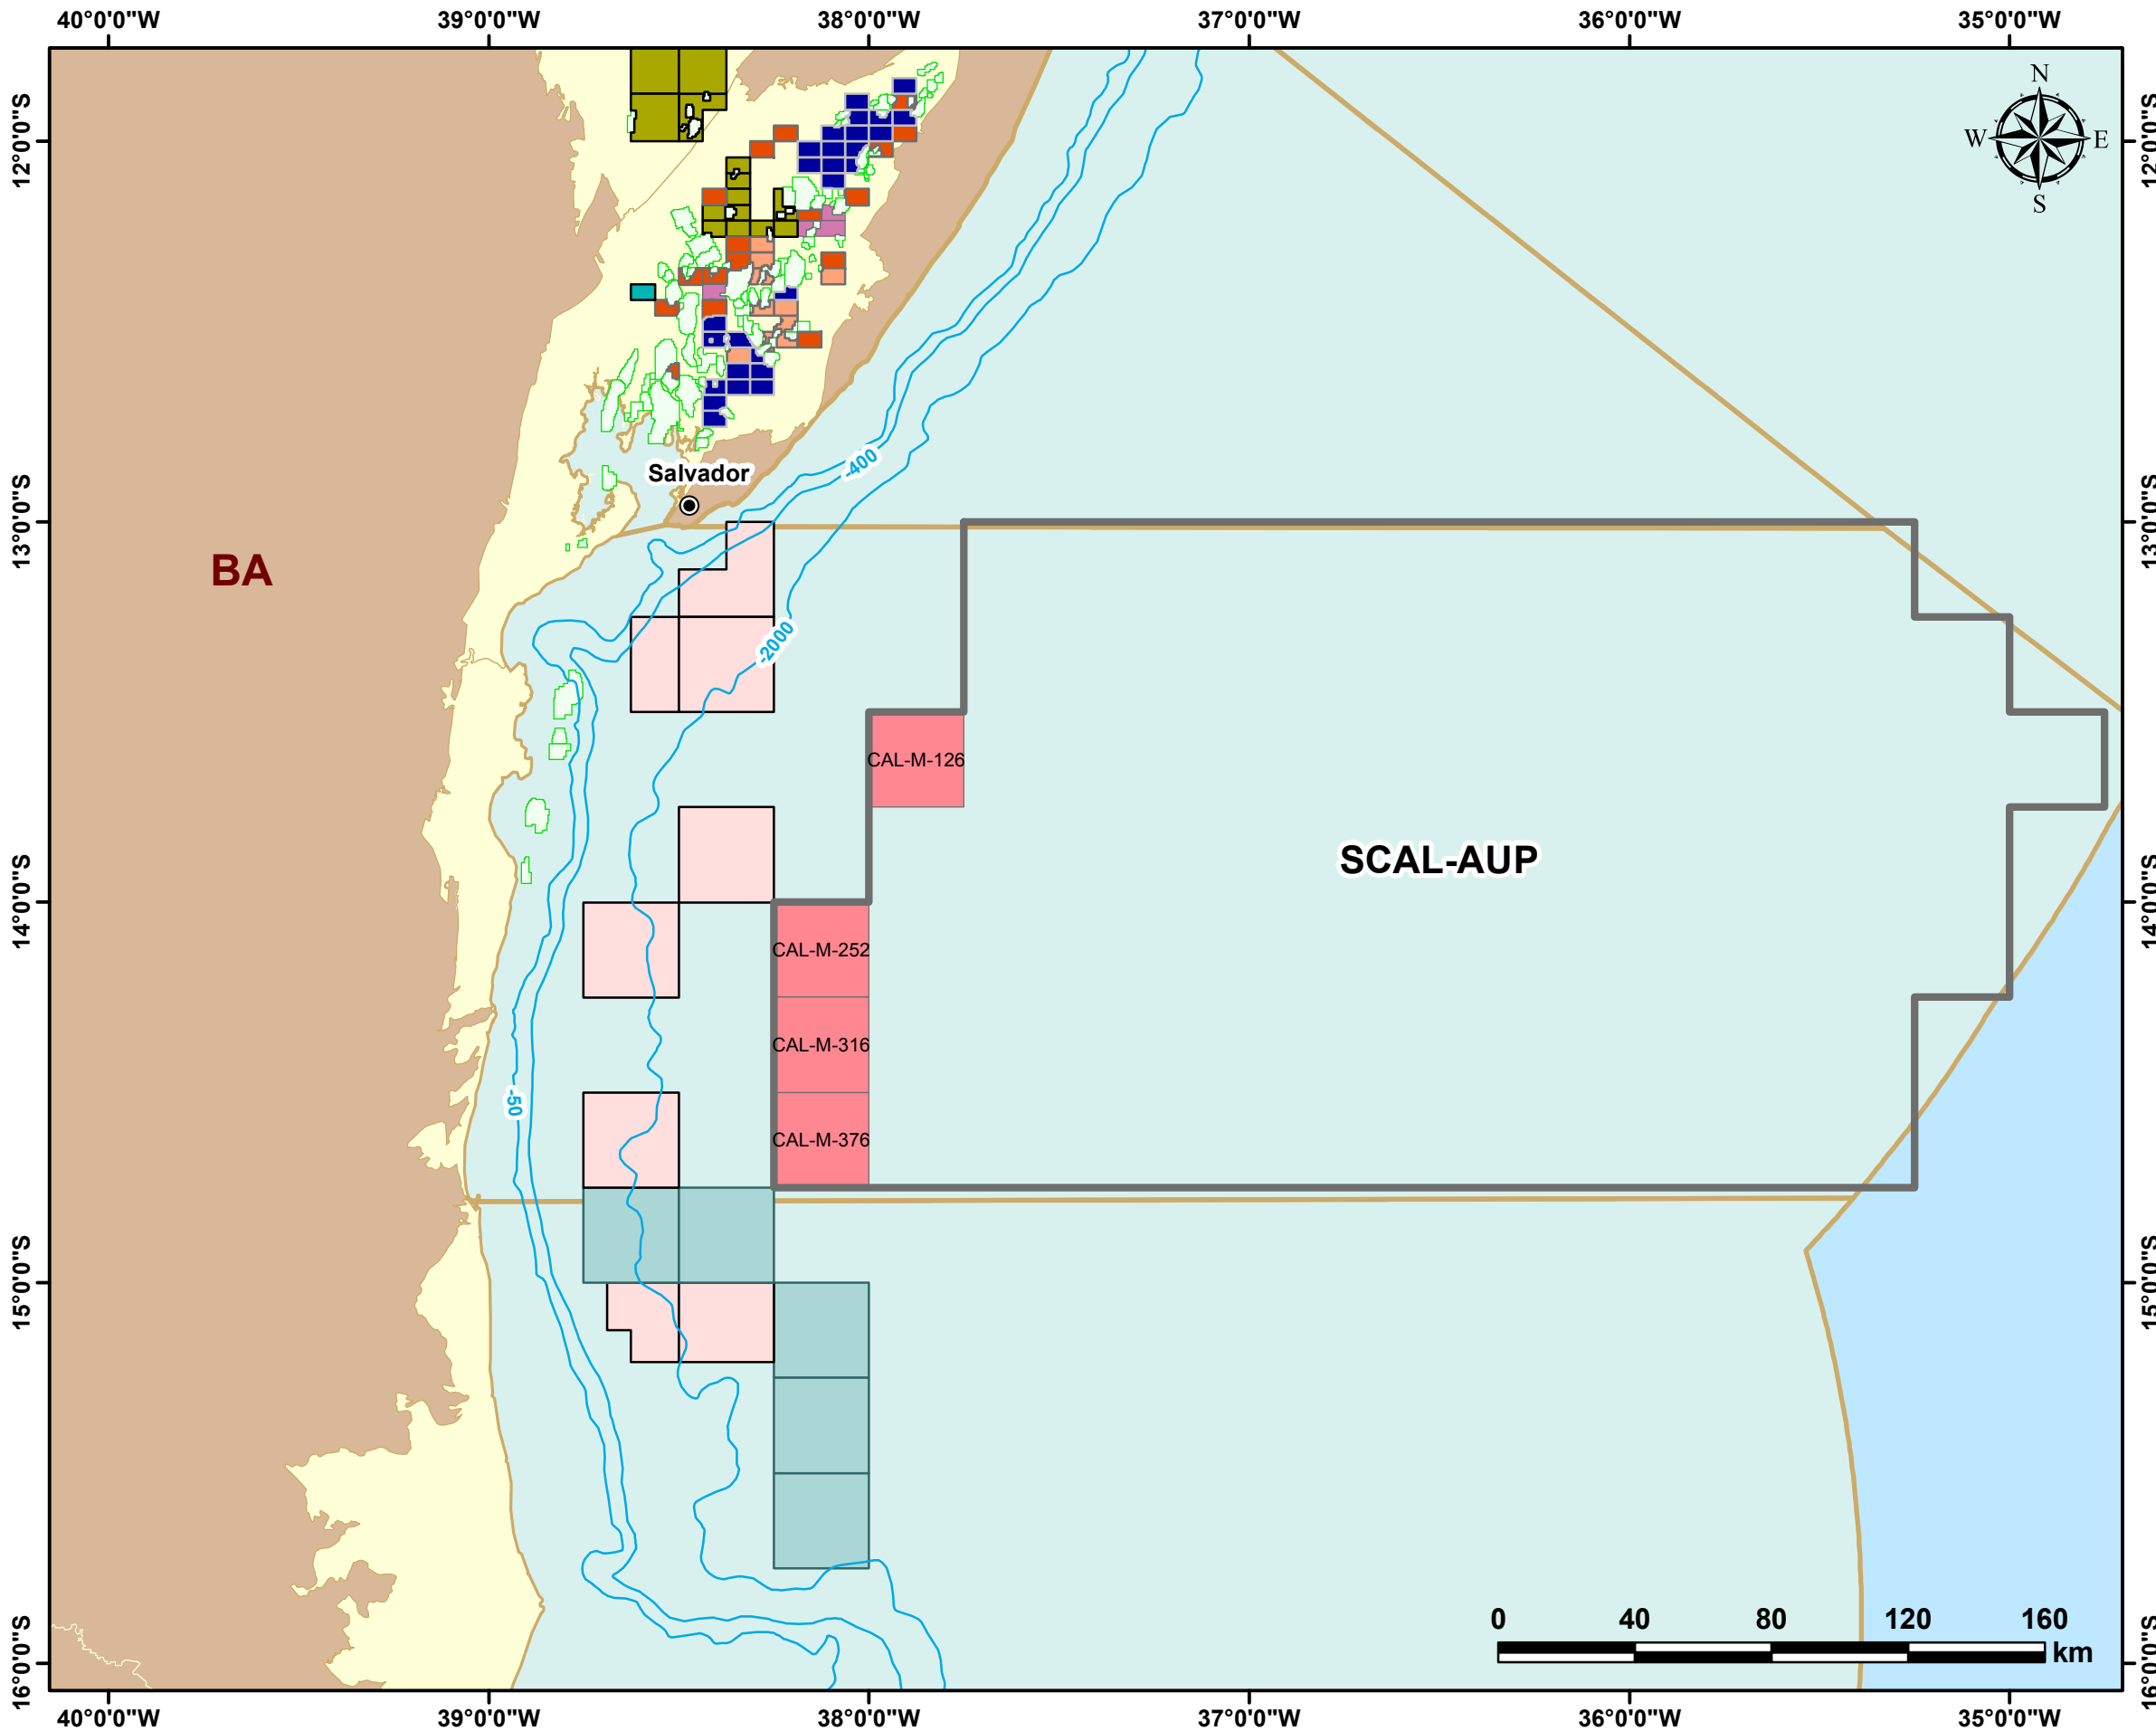 40°0'0"W 39°0'0"W 38°0'0"W 37°0'0"W 36°0'0"W 35°0'0"W
N
W E
S
12°0'0"S 12°0'0"S
-400
Salvador
13°0'0"S 13°0'0"S
BA
-2000
CAL-M-126
SCAL-AUP
14°0'0"S 14°0'0"S
CAL-M-252
CAL-M-316
-50
CAL-M-376
15°0'0"S 15°0'0"S
0 40 80 120 160
km
16°0'0"S 16°0'0"S
40°0'0"W 39°0'0"W 38°0'0"W 37°0'0"W 36°0'0"W 35°0'0"W